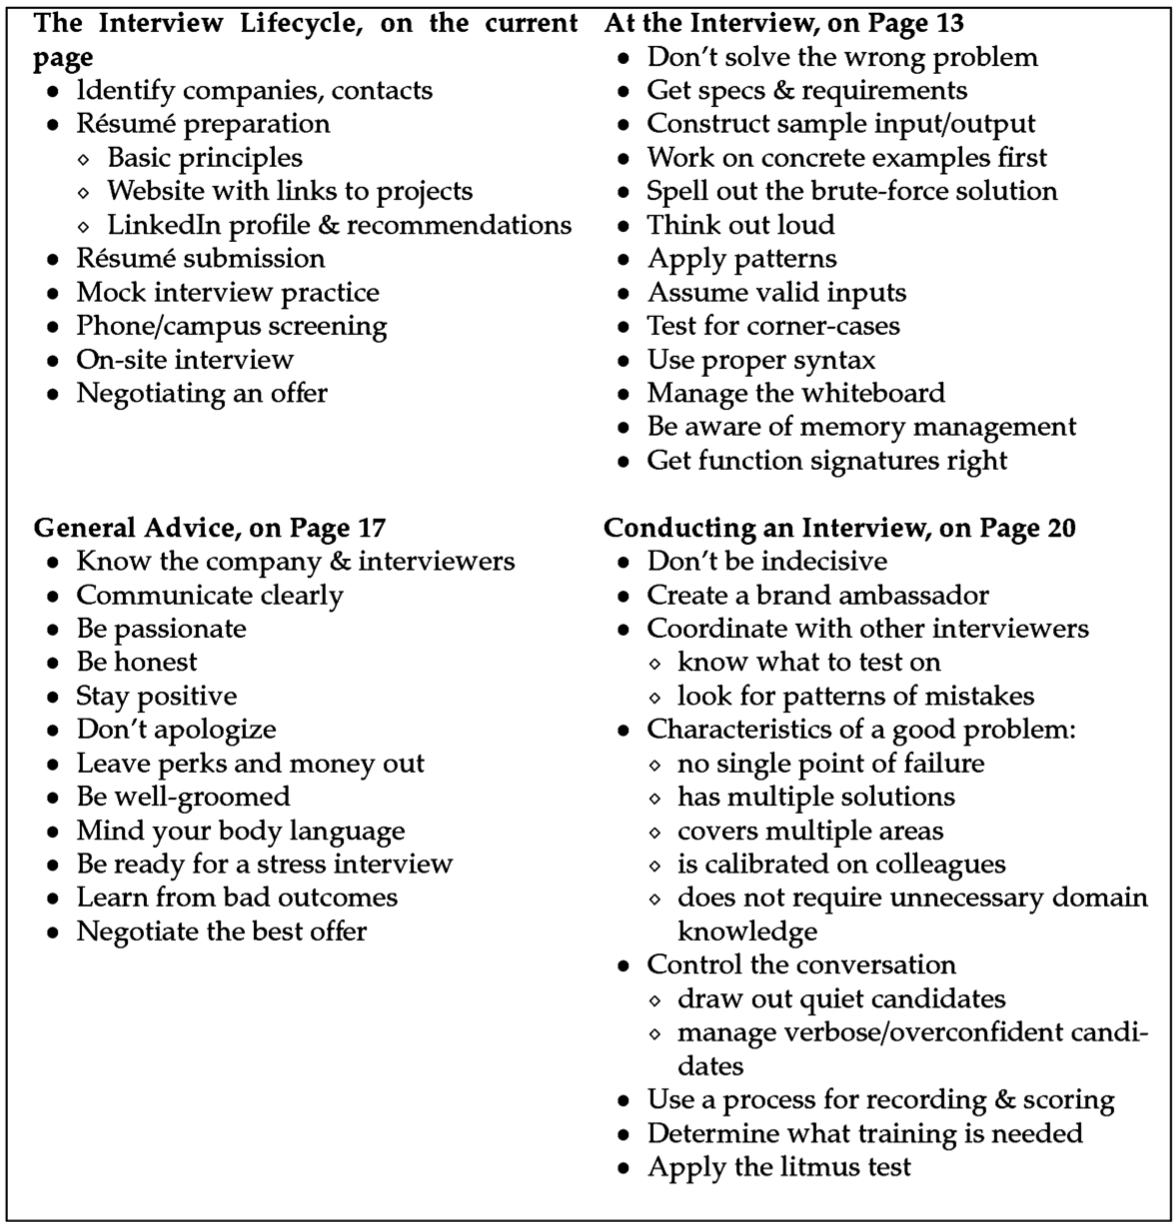 The Interview Lifecycle, on the current
page
• Identify companies, contacts
• Résumé preparation
⋄ Basic principles
⋄ Website with links to projects
⋄ LinkedIn profile & recommendations
• Résumé submission
• Mock interview practice
• Phone/campus screening
• On-site interview
• Negotiating an offer
At the Interview, on Page 13
• Don’t solve the wrong problem
• Get specs & requirements
• Construct sample input/output
• Work on concrete examples first
• Spell out the brute-force solution
• Think out loud
• Apply patterns
• Assume valid inputs
• Test for corner-cases
• Use proper syntax
• Manage the whiteboard
• Be aware of memory management
• Get function signatures right
General Advice, on Page 17
• Know the company & interviewers
• Communicate clearly
• Be passionate
• Be honest
• Stay positive
• Don’t apologize
• Leave perks and money out
• Be well-groomed
• Mind your body language
• Be ready for a stress interview
• Learn from bad outcomes
• Negotiate the best offer
Conducting an Interview, on Page 20
• Don’t be indecisive
• Create a brand ambassador
• Coordinate with other interviewers
⋄ know what to test on
⋄ look for patterns of mistakes
• Characteristics of a good problem:
⋄ no single point of failure
⋄ has multiple solutions
⋄ covers multiple areas
⋄ is calibrated on colleagues
⋄ does not require unnecessary domain
knowledge
• Control the conversation
⋄ draw out quiet candidates
⋄ manage verbose/overconfident candi-
dates
• Use a process for recording & scoring
• Determine what training is needed
• Apply the litmus test